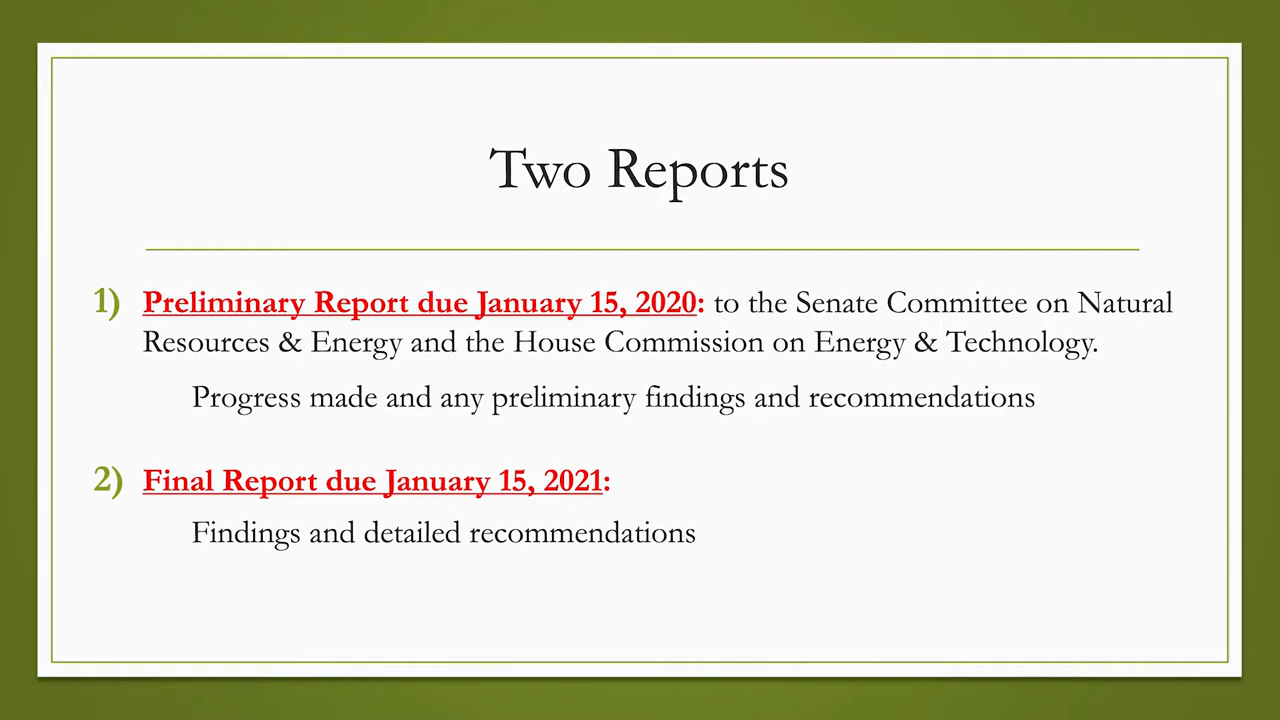 Two Reports
1) Preliminary Report due January 15, 2020: to the Senate Committee on Natural
Resources & Energy and the House Commission on Energy & Technology.
Progress made and any preliminary findings and recommendations
2) Final Report due January 15, 2021:
Findings and detailed recommendations